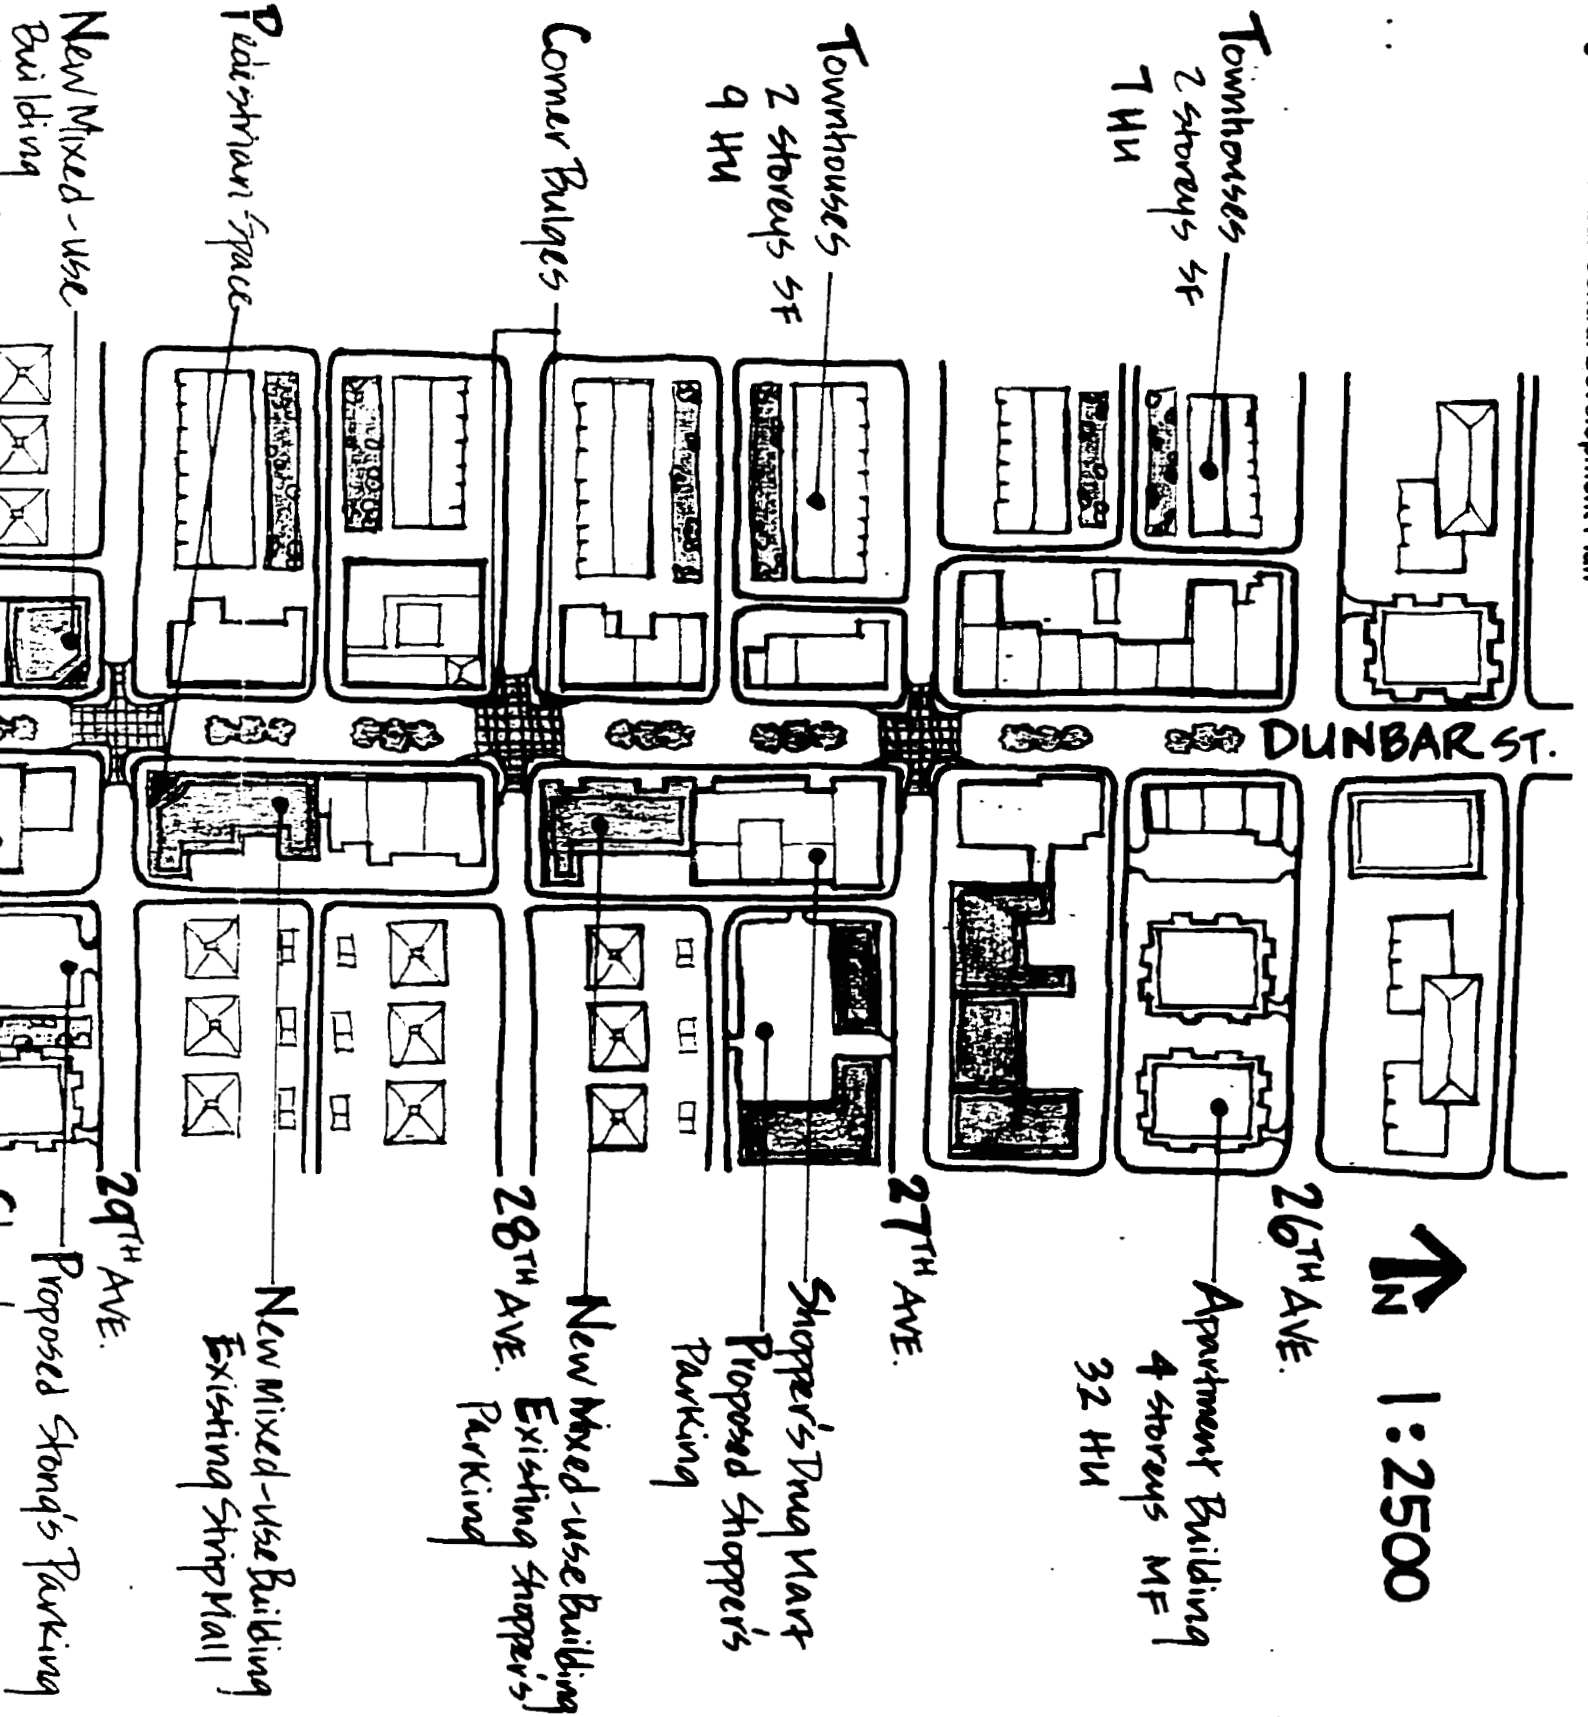 Townhouses
2 storeys SF
7 HU
Townhouses
2 storeys SF
9 HU
Corner Bulges
Pedestrian Space
New Mixed-use
Building
DUNBAR ST.
26TH AVE.
27TH AVE.
28TH AVE.
29TH AVE.
N
1:2500
Apartment Building
4 storeys MF
32 HU
Shopper's Drug Mart
Proposed Shopper's
Parking
New Mixed-use Building
Existing Shopper's
Parking
New Mixed-use Building
Existing Strip Mall
Proposed Stong's Parking